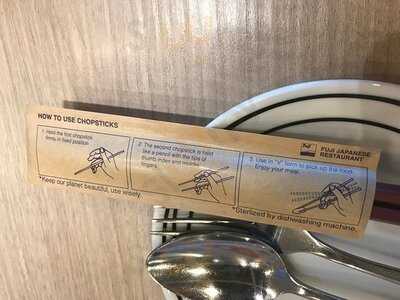 HOW TO USE CHOPSTICKS
Fuji
FUJI JAPANESE
RESTAURANT
1. Hold the first chopstick
firmly in fixed position.
2. The second chopstick is held
like a pencil with the tips of
thumb index and middle
fingers.
3. Use in "v" form to pick up the food.
Enjoy your meal.
*Keep our planet beautiful, use wisely.
*Sterlized by dishwashing machine.